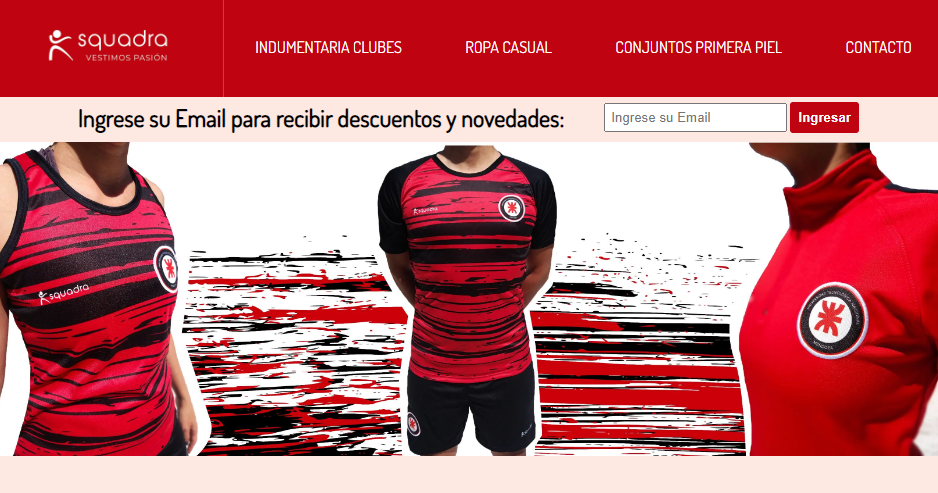 squadra
VESTIMOS PASIÓN
INDUMENTARIA CLUBES
ROPA CASUAL
CONJUNTOS PRIMERA PIEL
CONTACTO
Ingrese su Email para recibir descuentos y novedades:
Ingrese su Email
Ingresar
squadra
squadra
MENDOZA